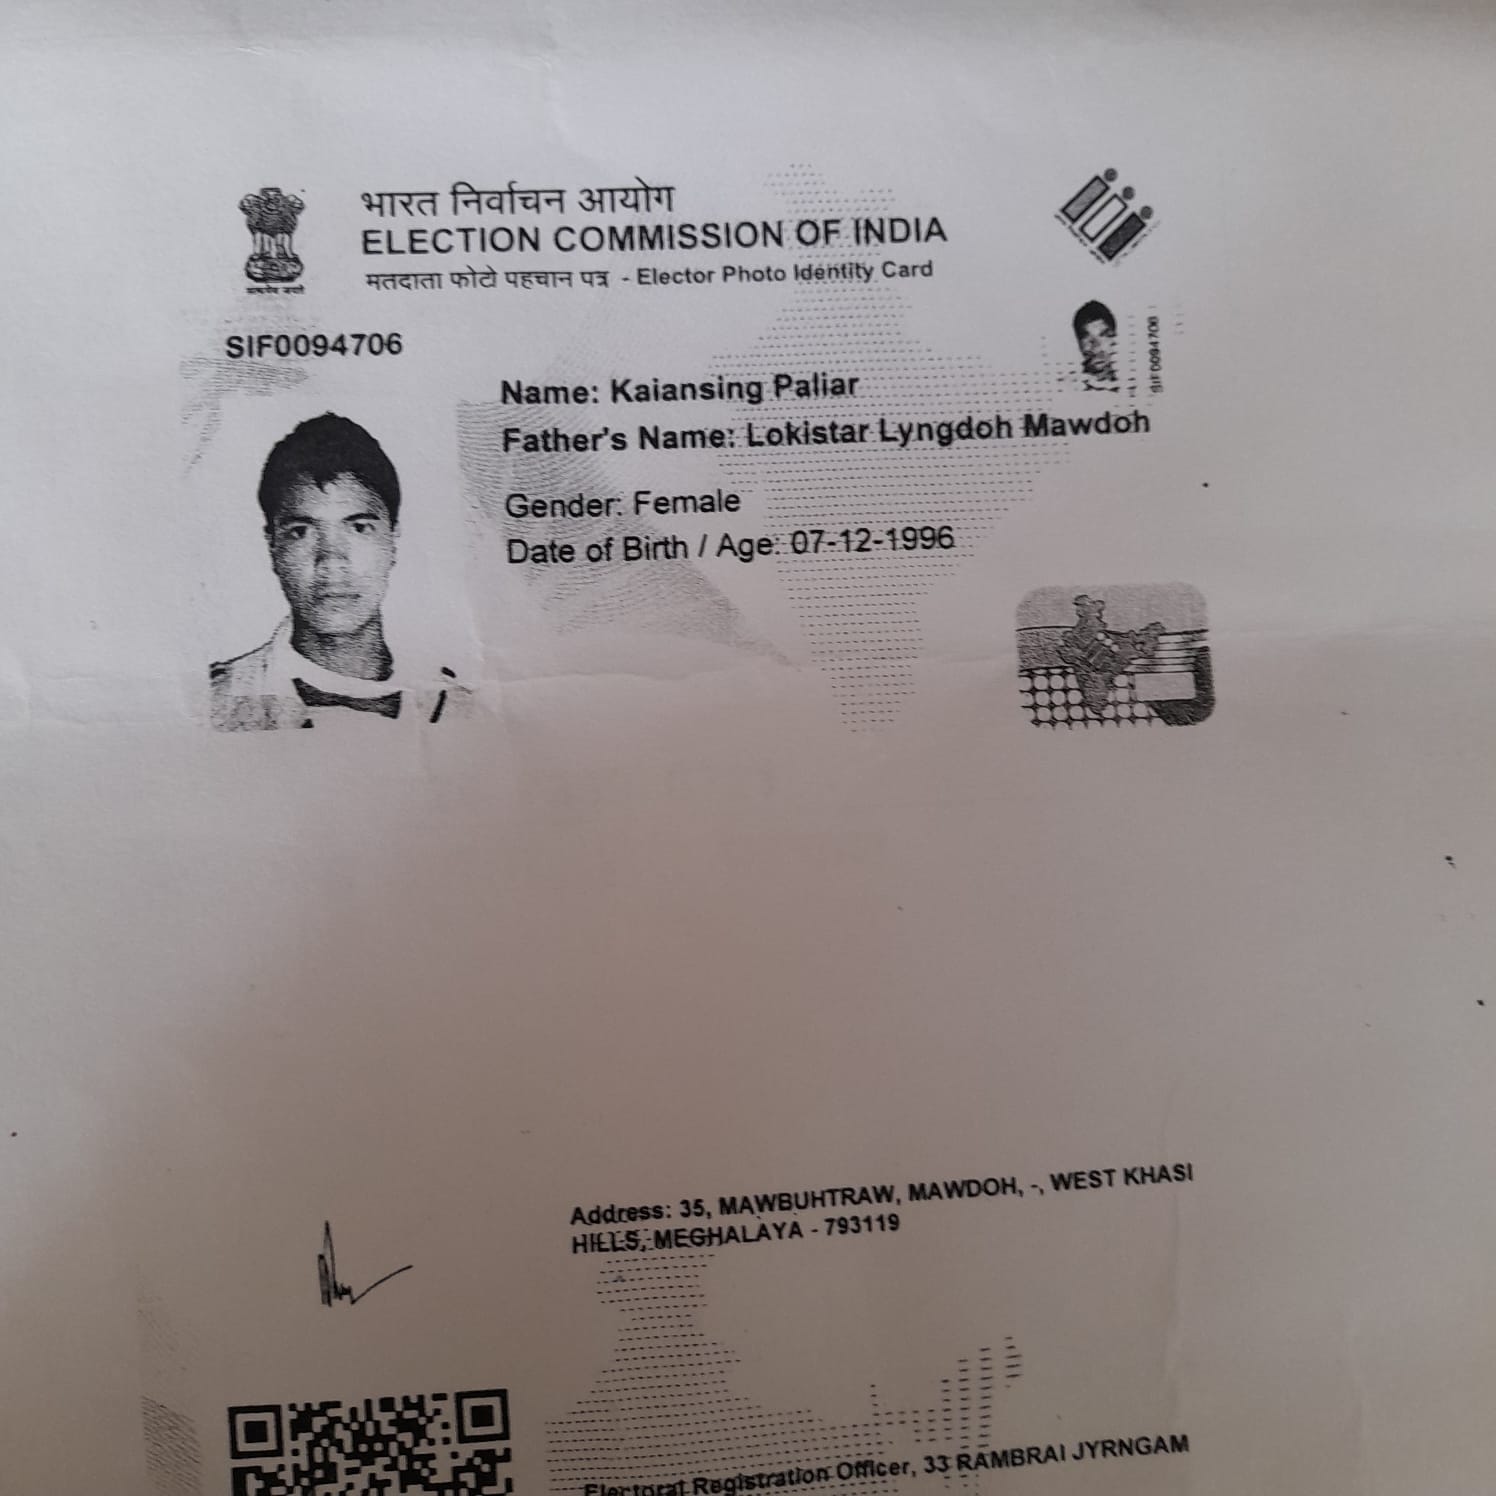 भारत निर्वाचन आयोग
ELECTION COMMISSION OF INDIA
मतदाता फोटो पहचान पत्र - Elector Photo Identity Card
SIF0094706
SIF0094706
Name: Kaiansing Paliar
Father's Name: Lokistar Lyngdoh Mawdoh
Gender: Female
Date of Birth / Age: 07-12-1996
Address: 35, MAWBUHTRAW, MAWDOH, -, WEST KHASI
HILLS, MEGHALAYA - 793119
Electoral Registration Officer, 33 RAMBRAI JYRNGAM